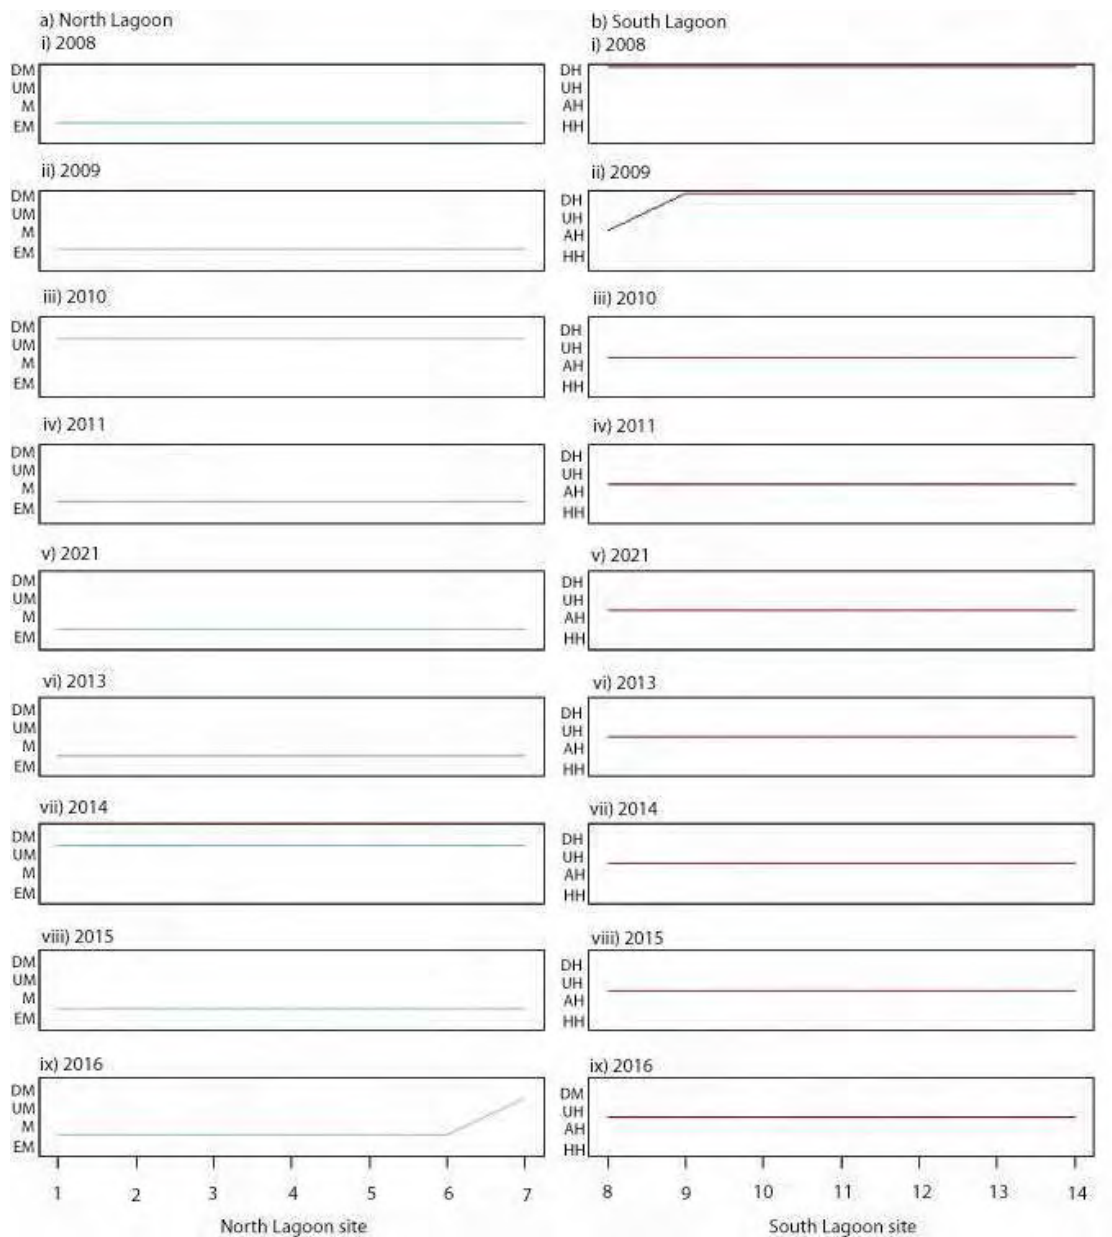 a) North Lagoon
i) 2008
DM
UM
M
EM
ii) 2009
DM
UM
M
EM
iii) 2010
DM
UM
M
EM
iv) 2011
DM
UM
M
EM
v) 2021
DM
UM
M
EM
vi) 2013
DM
UM
M
EM
vii) 2014
DM
UM
M
EM
viii) 2015
DM
UM
M
EM
ix) 2016
DM
UM
M
EM
1 2 3 4 5 6 7
North Lagoon site
b) South Lagoon
i) 2008
DH
UH
AH
HH
ii) 2009
DH
UH
AH
HH
iii) 2010
DH
UH
AH
HH
iv) 2011
DH
UH
AH
HH
v) 2021
DH
UH
AH
HH
vi) 2013
DH
UH
AH
HH
vii) 2014
DH
UH
AH
HH
viii) 2015
DH
UH
AH
HH
ix) 2016
DM
UH
AH
HH
8 9 10 11 12 13 14
South Lagoon site